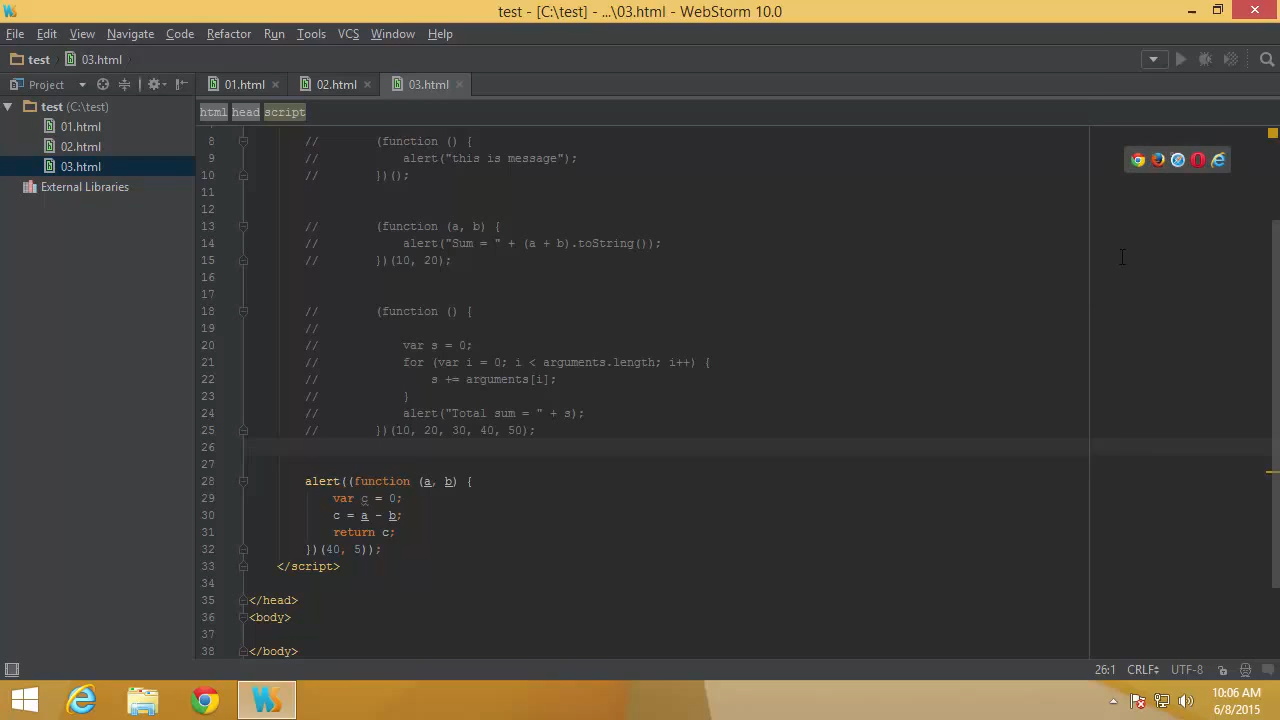 test - [C:\test] - ...\03.html - WebStorm 10.0
File Edit View Navigate Code Refactor Run Tools VCS Window Help
test 03.html
Project 01.html 02.html 03.html
test (C:\test)
01.html
02.html
03.html
External Libraries
html head script
8 // (function () {
9 // alert("this is message");
10 // })();
11
12
13 // (function (a, b) {
14 // alert("Sum = " + (a + b).toString());
15 // })(10, 20);
16
17
18 // (function () {
19 //
20 // var s = 0;
21 // for (var i = 0; i < arguments.length; i++) {
22 // s += arguments[i];
23 // }
24 // alert("Total sum = " + s);
25 // })(10, 20, 30, 40, 50);
26
27
28 alert((function (a, b) {
29 var c = 0;
30 c = a - b;
31 return c;
32 })(40, 5));
33 </script>
34
35 </head>
36 <body>
37
38 </body>
26:1 CRLF UTF-8
10:06 AM
6/8/2015